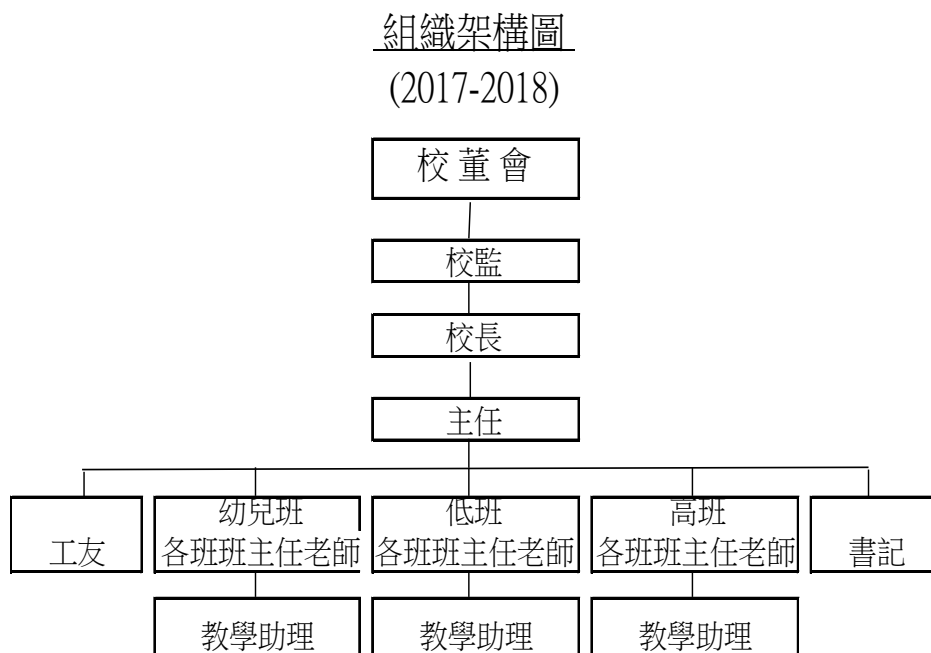 組織架構圖
(2017-2018)
校董會
校監
校長
主任
工友
幼兒班
各班班主任老師
低班
各班班主任老師
高班
各班班主任老師
書記
教學助理
教學助理
教學助理